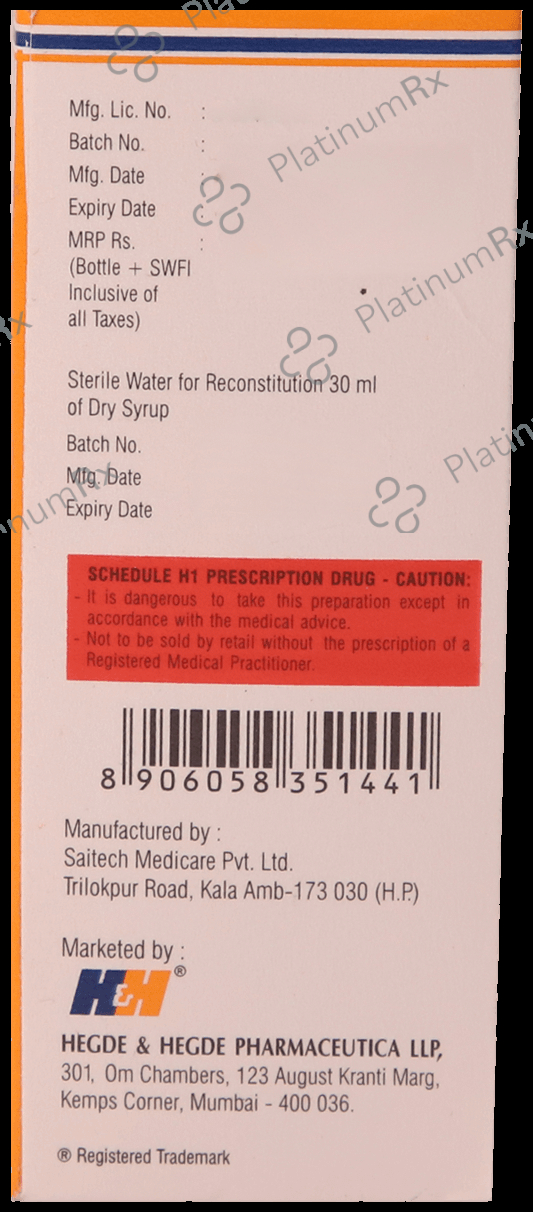 Mfg. Lic. No. :
Batch No. :
Mfg. Date :
Expiry Date :
MRP Rs. :
(Bottle + SWFI
Inclusive of
all Taxes)
Sterile Water for Reconstitution 30 ml
of Dry Syrup
Batch No.
Mfg. Date
Expiry Date
SCHEDULE H1 PRESCRIPTION DRUG - CAUTION:
- It is dangerous to take this preparation except in
accordance with the medical advice.
- Not to be sold by retail without the prescription of a
Registered Medical Practitioner.
8 906058 351441
Manufactured by :
Saitech Medicare Pvt. Ltd.
Trilokpur Road, Kala Amb-173 030 (H.P.)
Marketed by :
H&H®
HEGDE & HEGDE PHARMACEUTICA LLP,
301, Om Chambers, 123 August Kranti Marg,
Kemps Corner, Mumbai - 400 036.
® Registered Trademark
PlatinumRx
PlatinumRx